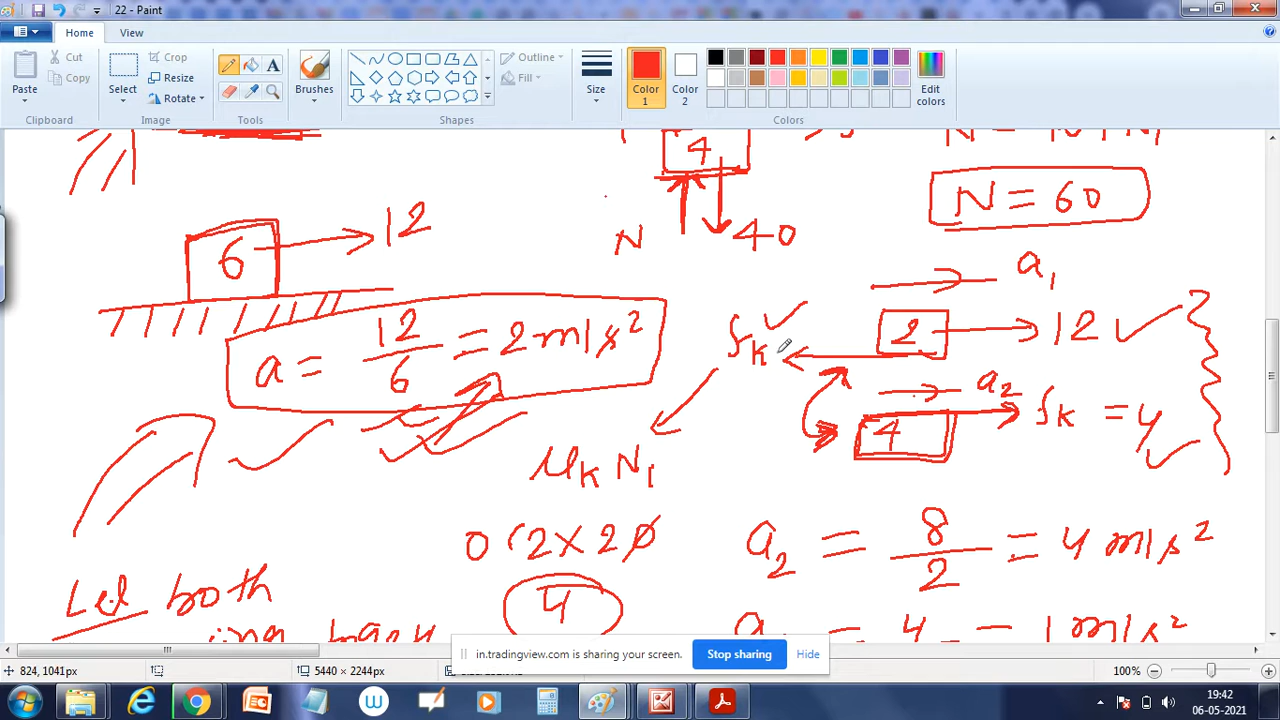 22 - Paint
Home View
Paste
Cut
Copy
Clipboard
Select
Crop
Resize
Rotate
Image
Tools
Brushes
Outline
Fill
Shapes
Size
Color 1
Color 2
Edit colors
Colors
4
N = 60
N
40
6
12
a = 12/6 = 2 m/s²
fK
μK N1
0.2 × 20
4
a1
2
12
a2
4
fK = 4
a2 = 8/2 = 4 m/s²
= 4 = 1 m/s²
Let both
in.tradingview.com is sharing your screen.
Stop sharing
Hide
824, 1041px
5440 × 2244px
100%
19:42
06-05-2021